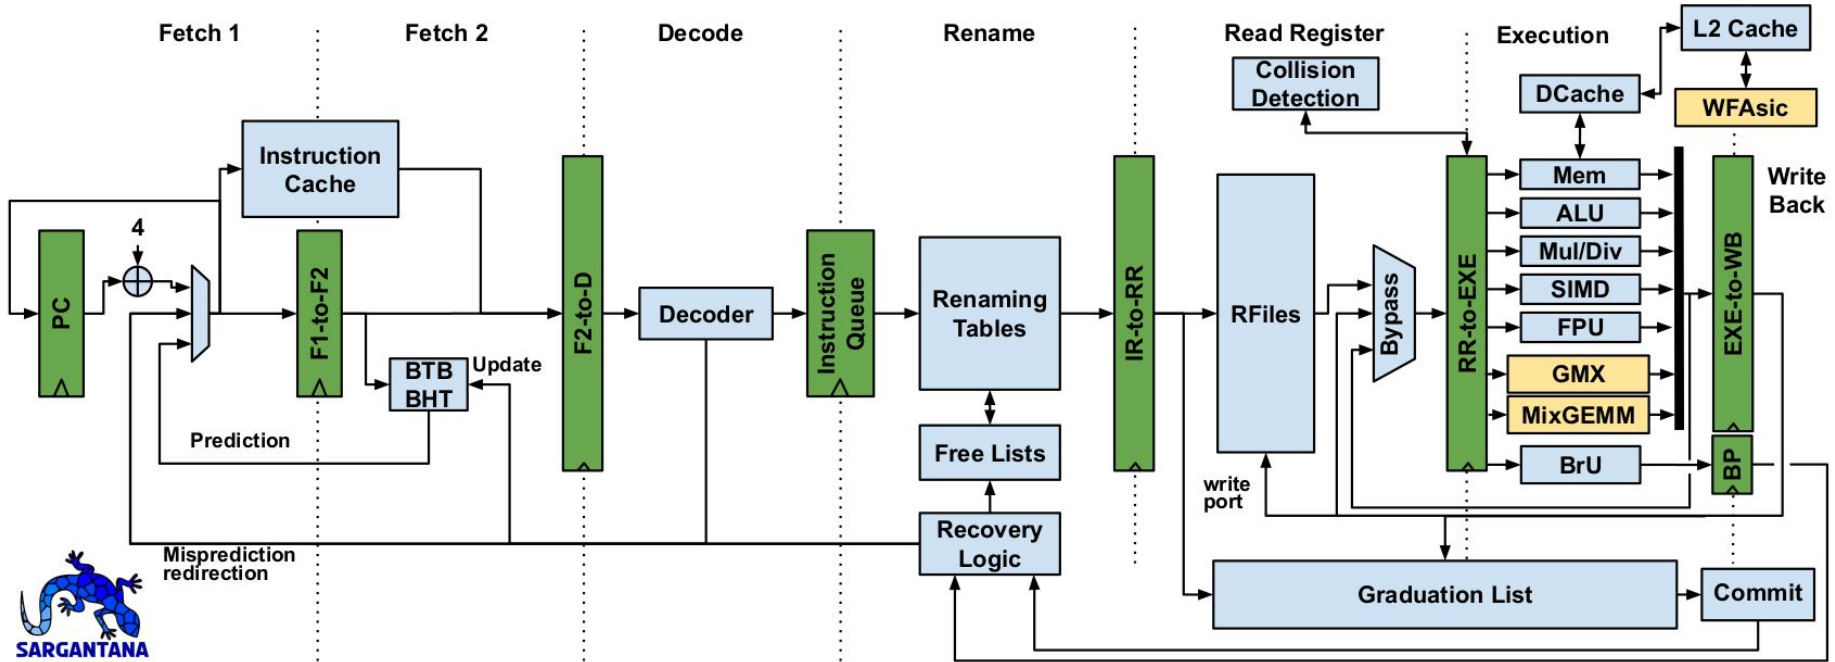 Fetch 1
Fetch 2
Decode
Rename
Read Register
Execution
L2 Cache
Collision
Detection
DCache
WFAsic
Instruction
Cache
Mem
Write
Back
ALU
4
Mul/Div
SIMD
FPU
PC
F1-to-F2
F2-to-D
Decoder
Instruction
Queue
Renaming
Tables
IR-to-RR
RFiles
Bypass
RR-to-EXE
EXE-to-WB
BTB
BHT
Update
GMX
MixGEMM
Prediction
Free Lists
BrU
BP
write
port
Recovery
Logic
Misprediction
redirection
Graduation List
Commit
SARGANTANA